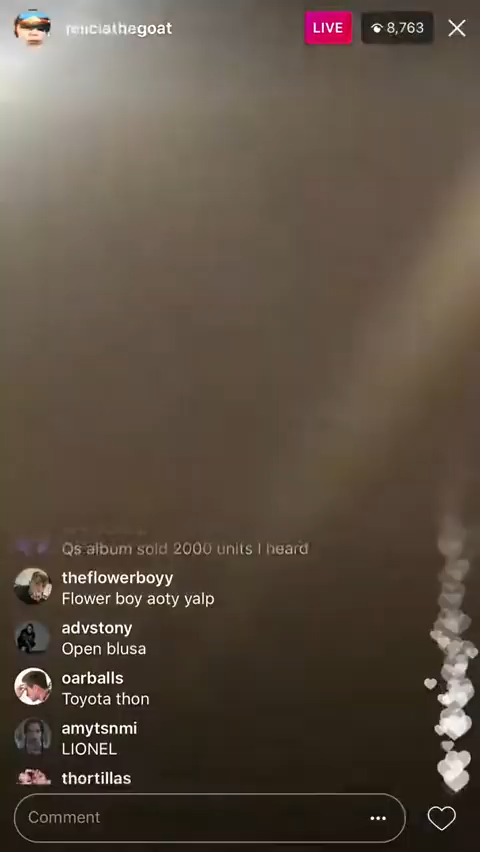 feliciathegoat
LIVE
8,763
Qs album sold 2000 units I heard
theflowerboyy
Flower boy aoty yalp
advstony
Open blusa
oarballs
Toyota thon
amytsnmi
LIONEL
thortillas
Comment